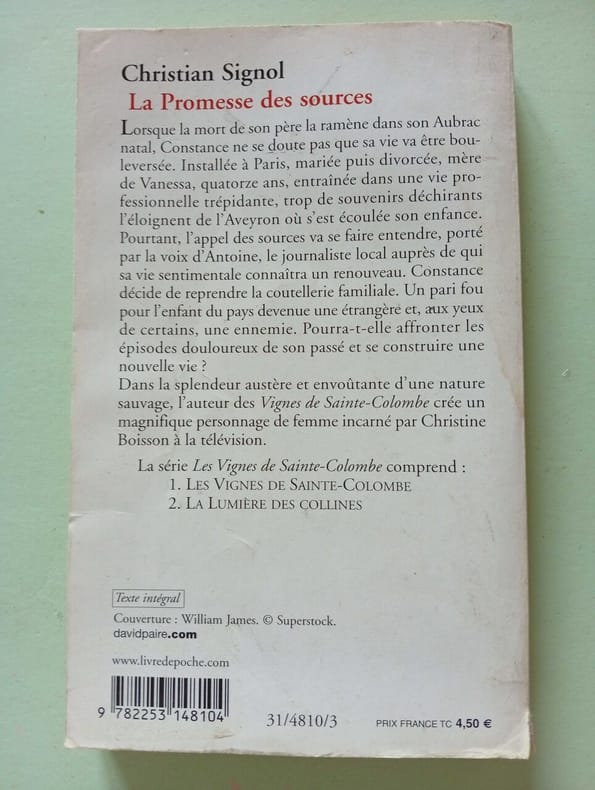 Christian Signol
La Promesse des sources
Lorsque la mort de son père la ramène dans son Aubrac
natal, Constance ne se doute pas que sa vie va être bou-
leversée. Installée à Paris, mariée puis divorcée, mère
de Vanessa, quatorze ans, entraînée dans une vie pro-
fessionnelle trépidante, trop de souvenirs déchirants
l'éloignent de l'Aveyron où s'est écoulée son enfance.
Pourtant, l'appel des sources va se faire entendre, porté
par la voix d'Antoine, le journaliste local auprès de qui
sa vie sentimentale connaîtra un renouveau. Constance
décide de reprendre la coutellerie familiale. Un pari fou
pour l'enfant du pays devenue une étrangère et, aux yeux
de certains, une ennemie. Pourra-t-elle affronter les
épisodes douloureux de son passé et se construire une
nouvelle vie ?
Dans la splendeur austère et envoûtante d'une nature
sauvage, l'auteur des Vignes de Sainte-Colombe crée un
magnifique personnage de femme incarné par Christine
Boisson à la télévision.
La série Les Vignes de Sainte-Colombe comprend :
1. LES VIGNES DE SAINTE-COLOMBE
2. LA LUMIÈRE DES COLLINES
Texte intégral
Couverture : William James. © Superstock.
davidpaire.com
www.livredepoche.com
9 782253 148104
31/4810/3
PRIX FRANCE TC 4,50 €